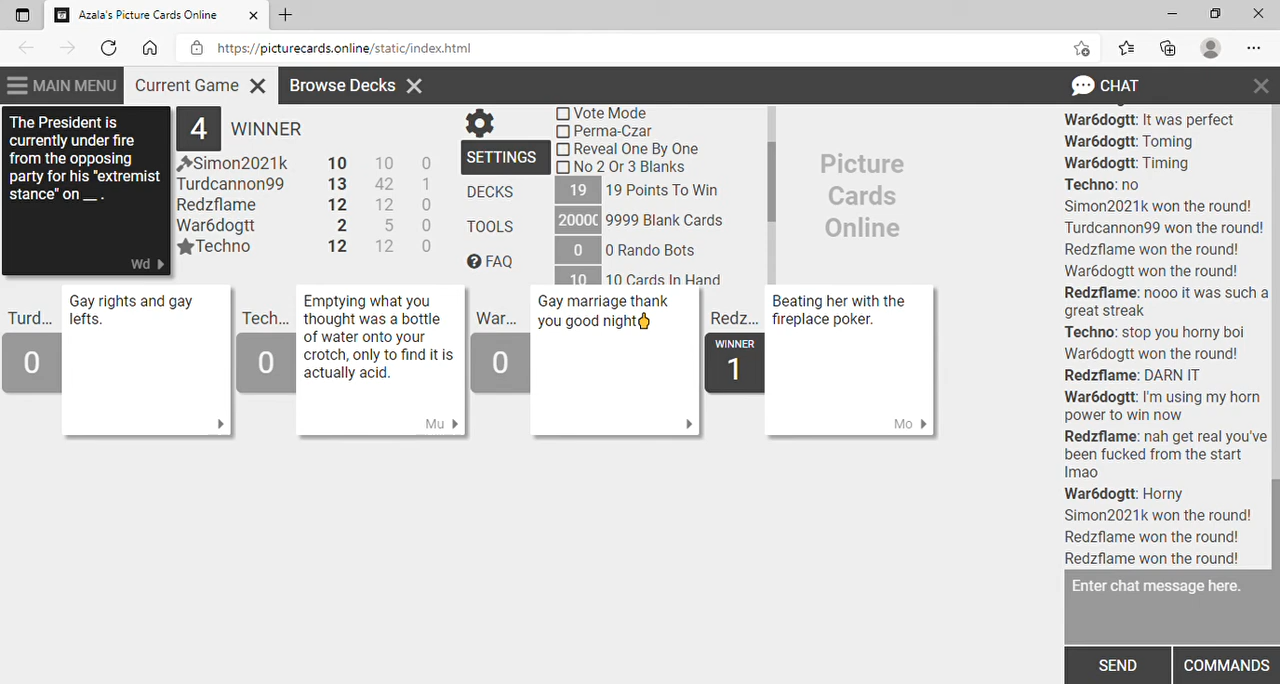 Azala's Picture Cards Online
https://picturecards.online/static/index.html
MAIN MENU
Current Game
Browse Decks
CHAT
The President is
currently under fire
from the opposing
party for his "extremist
stance" on __ .
Wd
4 WINNER
Simon2021k 10 10 0
Turdcannon99 13 42 1
Redzflame 12 12 0
War6dogtt 2 5 0
Techno 12 12 0
SETTINGS
DECKS
TOOLS
? FAQ
Vote Mode
Perma-Czar
Reveal One By One
No 2 Or 3 Blanks
19 19 Points To Win
20000 9999 Blank Cards
0 0 Rando Bots
10 10 Cards In Hand
Picture
Cards
Online
Turd...
0
Gay rights and gay
lefts.
Tech...
0
Emptying what you
thought was a bottle
of water onto your
crotch, only to find it is
actually acid.
Mu
War...
0
Gay marriage thank
you good night🖕
Redz...
WINNER
1
Beating her with the
fireplace poker.
Mo
War6dogtt: It was perfect
War6dogtt: Toming
War6dogtt: Timing
Techno: no
Simon2021k won the round!
Turdcannon99 won the round!
Redzflame won the round!
War6dogtt won the round!
Redzflame: nooo it was such a
great streak
Techno: stop you horny boi
War6dogtt won the round!
Redzflame: DARN IT
War6dogtt: I'm using my horn
power to win now
Redzflame: nah get real you've
been fucked from the start
lmao
War6dogtt: Horny
Simon2021k won the round!
Redzflame won the round!
Redzflame won the round!
Enter chat message here.
SEND
COMMANDS